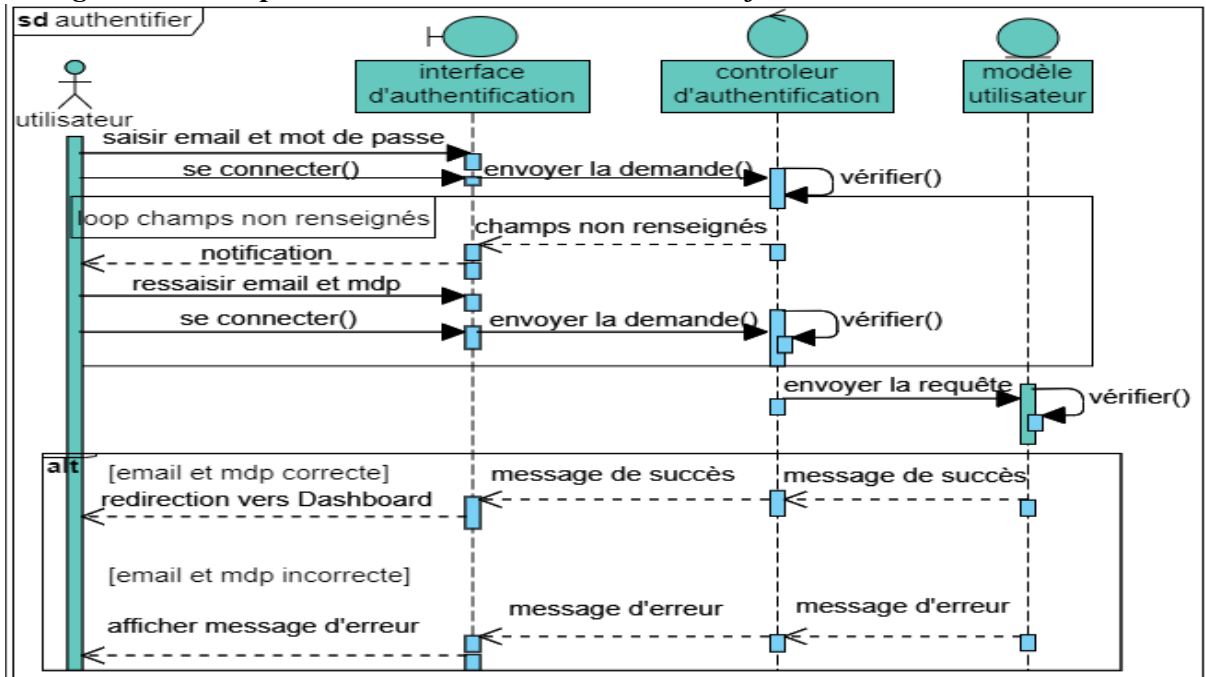 sd authentifier
interface
d'authentification
controleur
d'authentification
modèle
utilisateur
utilisateur
saisir email et mot de passe
se connecter()
envoyer la demande()
vérifier()
loop champs non renseignés
champs non renseignés
notification
ressaisir email et mdp
se connecter()
envoyer la demande()
vérifier()
envoyer la requête
vérifier()
alt
[email et mdp correcte]
message de succès
message de succès
redirection vers Dashboard
[email et mdp incorrecte]
message d'erreur
message d'erreur
afficher message d'erreur